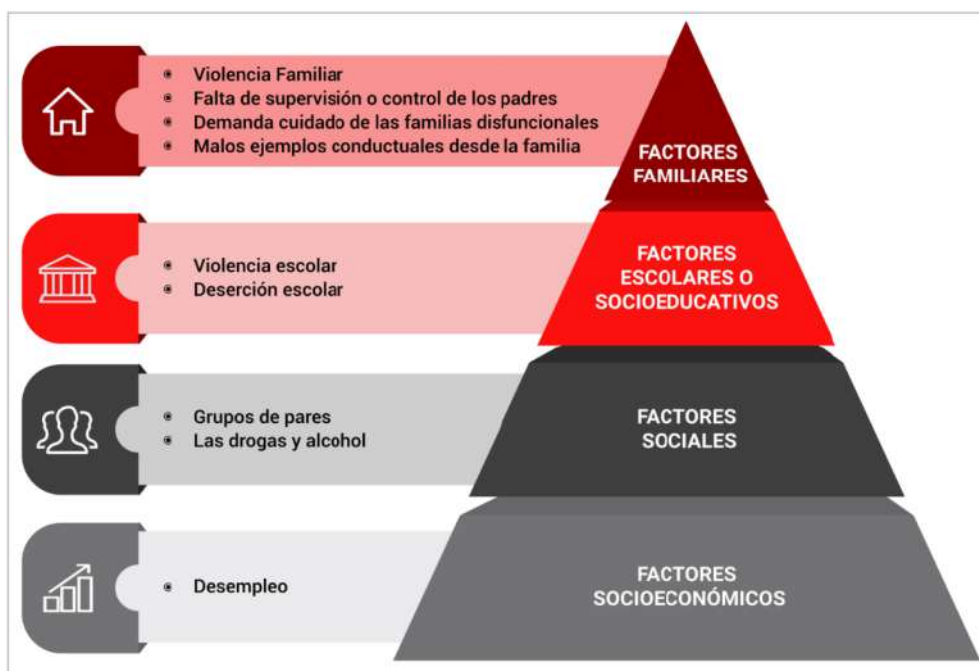 Violencia Familiar
Falta de supervisión o control de los padres
Demanda cuidado de las familias disfuncionales
Malos ejemplos conductuales desde la familia
FACTORES
FAMILIARES
Violencia escolar
Deserción escolar
FACTORES
ESCOLARES O
SOCIOEDUCATIVOS
Grupos de pares
Las drogas y alcohol
FACTORES
SOCIALES
Desempleo
FACTORES
SOCIOECONÓMICOS